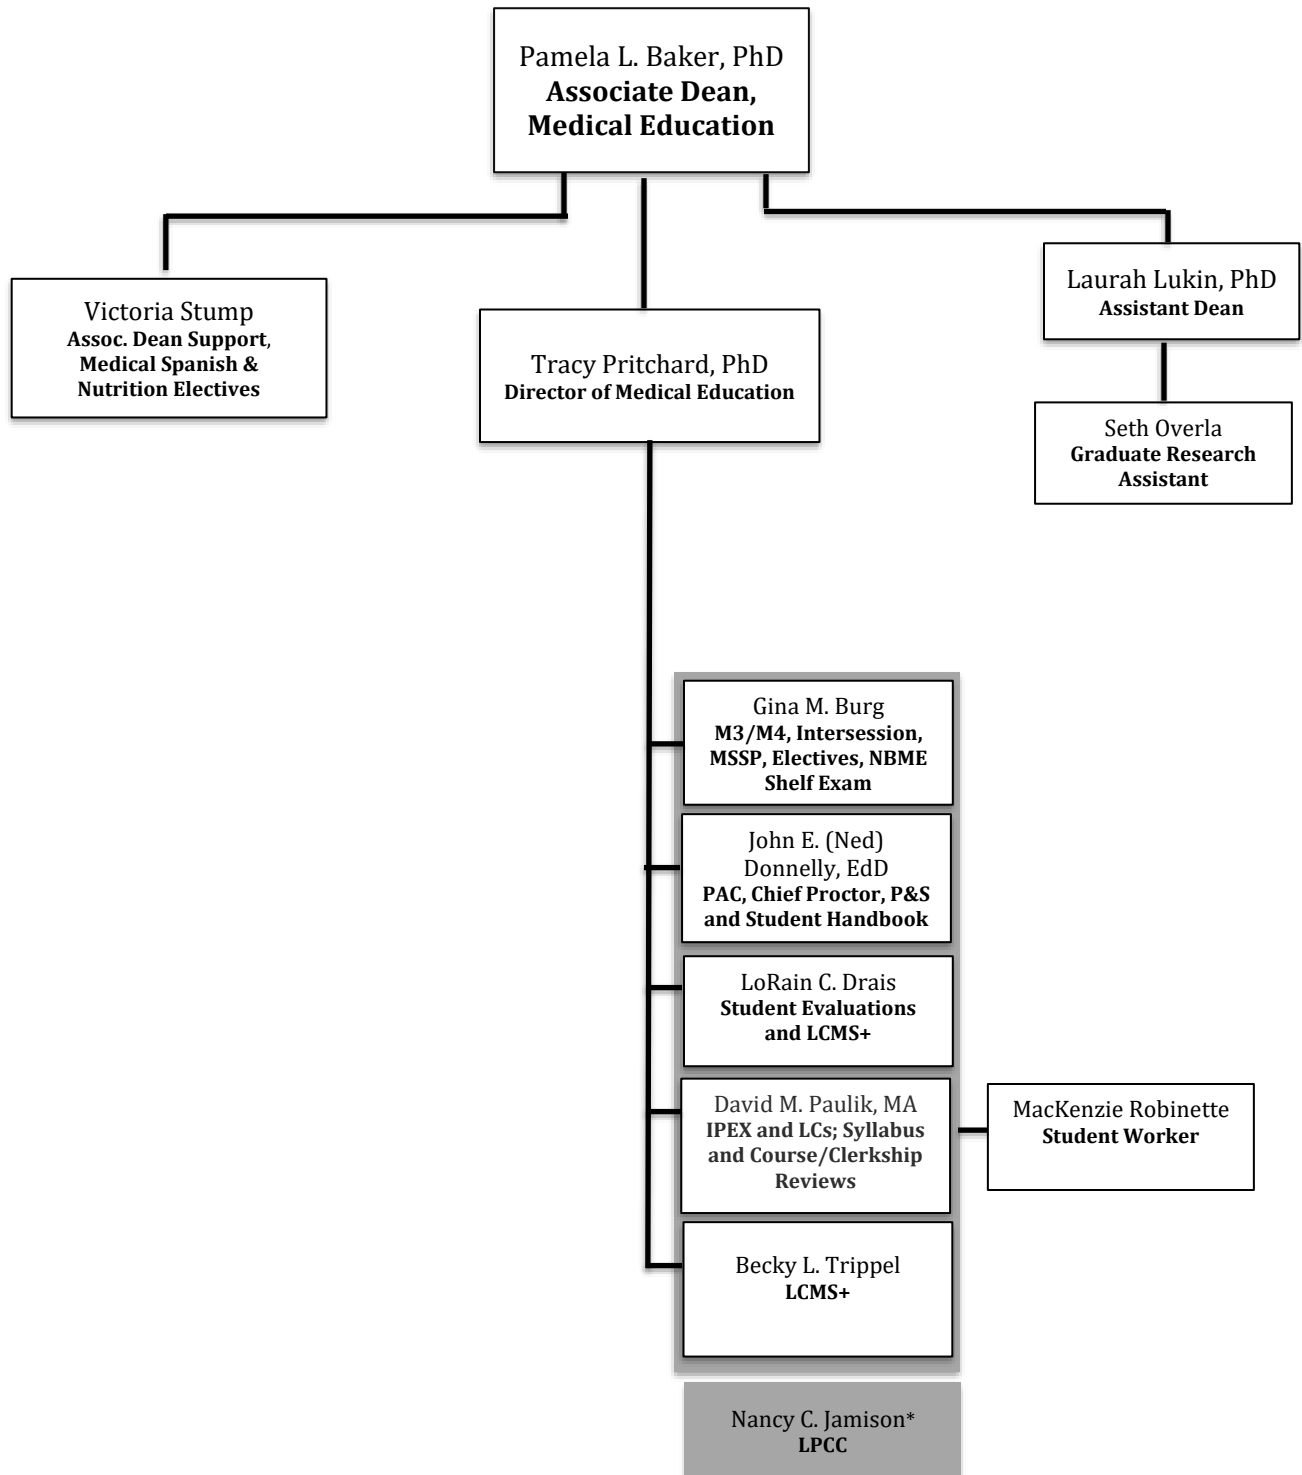 Pamela L. Baker, PhD
Associate Dean,
Medical Education
Victoria Stump
Assoc. Dean Support,
Medical Spanish &
Nutrition Electives
Tracy Pritchard, PhD
Director of Medical Education
Laurah Lukin, PhD
Assistant Dean
Seth Overla
Graduate Research
Assistant
Gina M. Burg
M3/M4, Intersession,
MSSP, Electives, NBME
Shelf Exam
John E. (Ned)
Donnelly, EdD
PAC, Chief Proctor, P&S
and Student Handbook
LoRain C. Drais
Student Evaluations
and LCMS+
David M. Paulik, MA
IPEX and LCs; Syllabus
and Course/Clerkship
Reviews
MacKenzie Robinette
Student Worker
Becky L. Trippel
LCMS+
Nancy C. Jamison*
LPCC